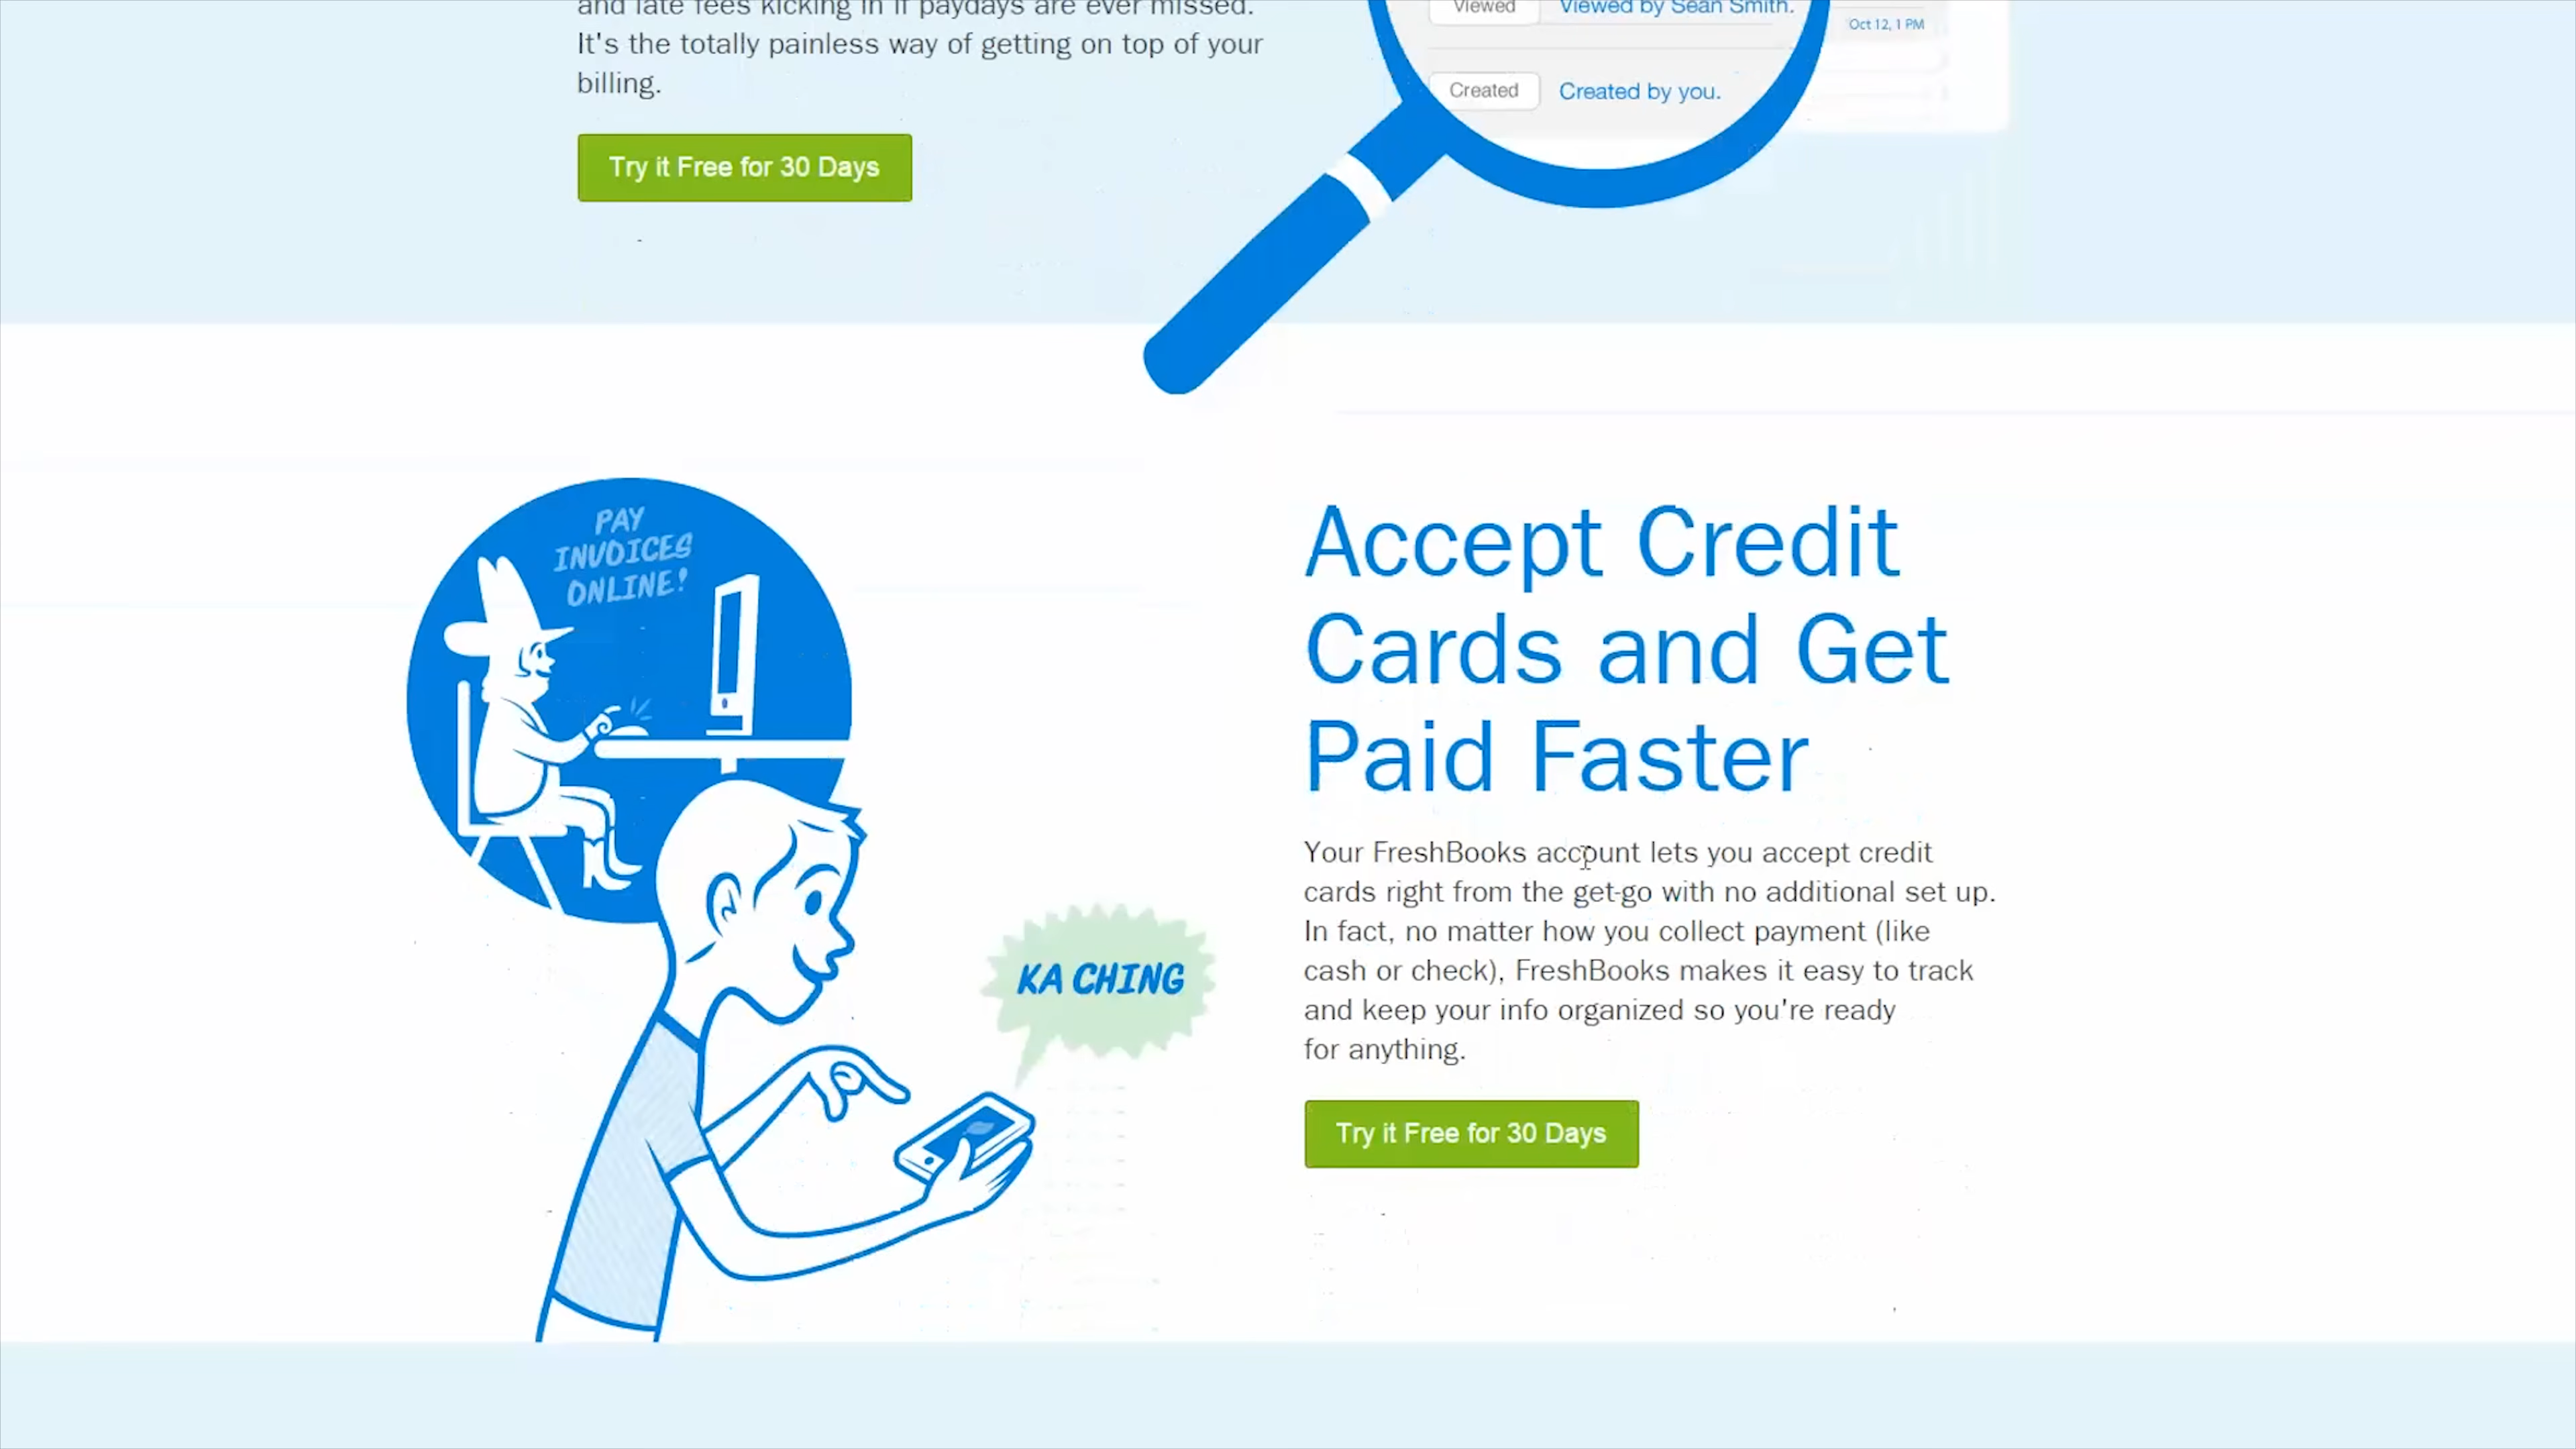 and late fees kicking in if paydays are ever missed.
It's the totally painless way of getting on top of your
billing.
Try it Free for 30 Days
Viewed
Viewed by Sean Smith.
Oct 12, 1 PM
Created
Created by you.
PAY
INVOICES
ONLINE!
KA CHING
Accept Credit
Cards and Get
Paid Faster
Your FreshBooks account lets you accept credit
cards right from the get-go with no additional set up.
In fact, no matter how you collect payment (like
cash or check), FreshBooks makes it easy to track
and keep your info organized so you're ready
for anything.
Try it Free for 30 Days